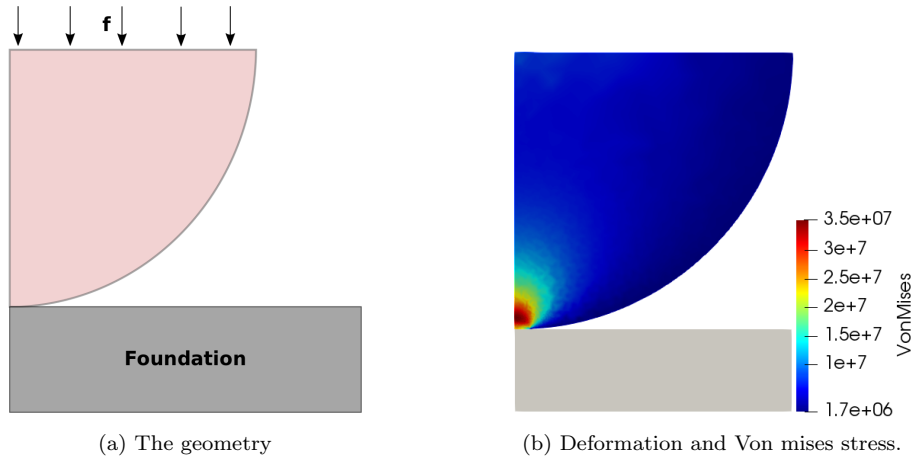 f
Foundation
3.5e+07
3e+7
2.5e+7
2e+7
1.5e+7
1e+7
1.7e+06
VonMises
(a) The geometry
(b) Deformation and Von mises stress.